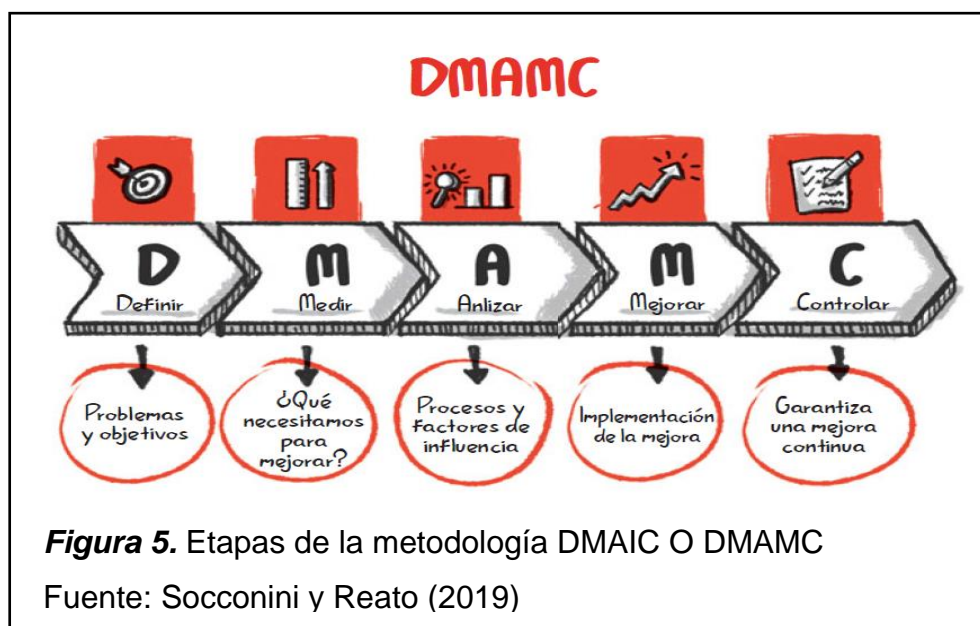 DMAMC
D
Definir
M
Medir
A
Anlizar
M
Mejorar
C
Controlar
Problemas
y objetivos
¿Qué
necesitamos
para
mejorar?
Procesos y
Factores de
influencia
Implementación
de la mejora
Garantiza
una mejora
continua
Figura 5. Etapas de la metodología DMAIC O DMAMC
Fuente: Socconini y Reato (2019)